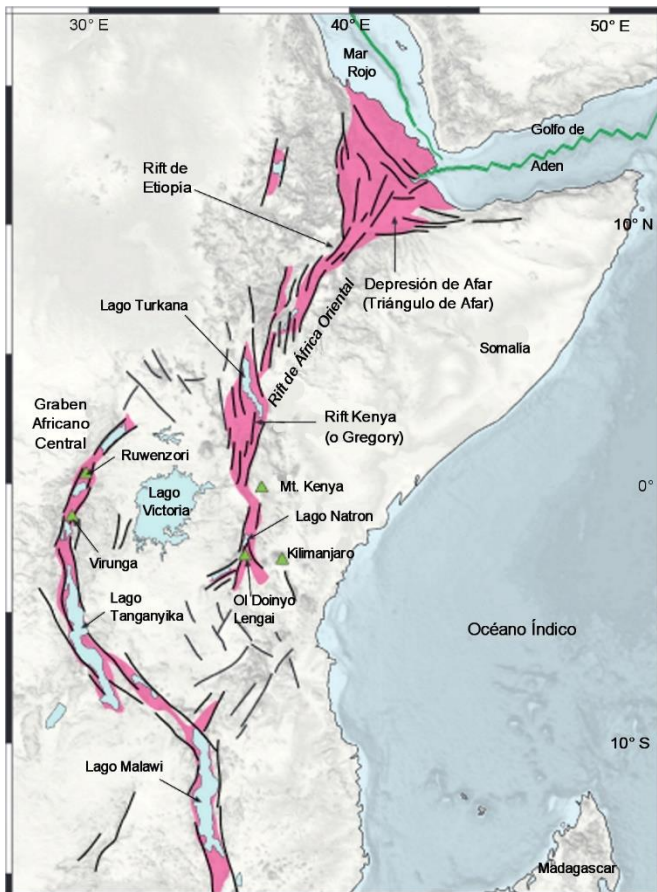 30° E
40° E
50° E
Mar
Rojo
Golfo de
Aden
Rift de
Etiopia
10° N
Depresión de Afar
(Triángulo de Afar)
Lago Turkana
Rift de África Oriental
Somalia
Graben
Africano
Central
Rift Kenya
(o Gregory)
Ruwenzori
Lago
Victoria
Mt. Kenya
0°
Lago Natron
Virunga
Kilimanjaro
Lago
Tanganyika
Ol Doinyo
Lengai
Océano Índico
10° S
Lago Malawi
Madagascar